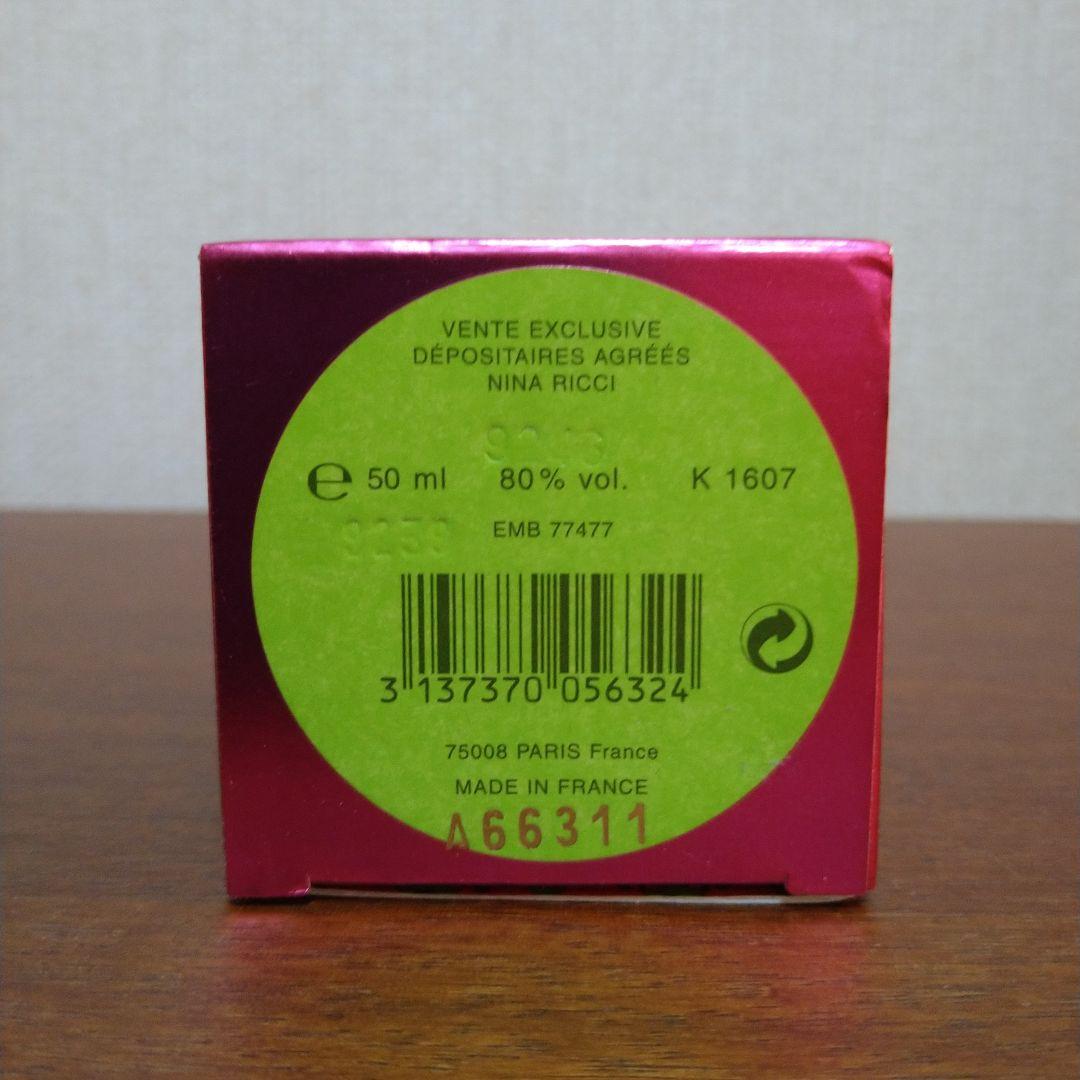 VENTE EXCLUSIVE
DÉPOSITAIRES AGRÉÉS
NINA RICCI
℮ 50 ml 80% vol. K 1607
EMB 77477
3 137370 056324
75008 PARIS France
MADE IN FRANCE
A66311